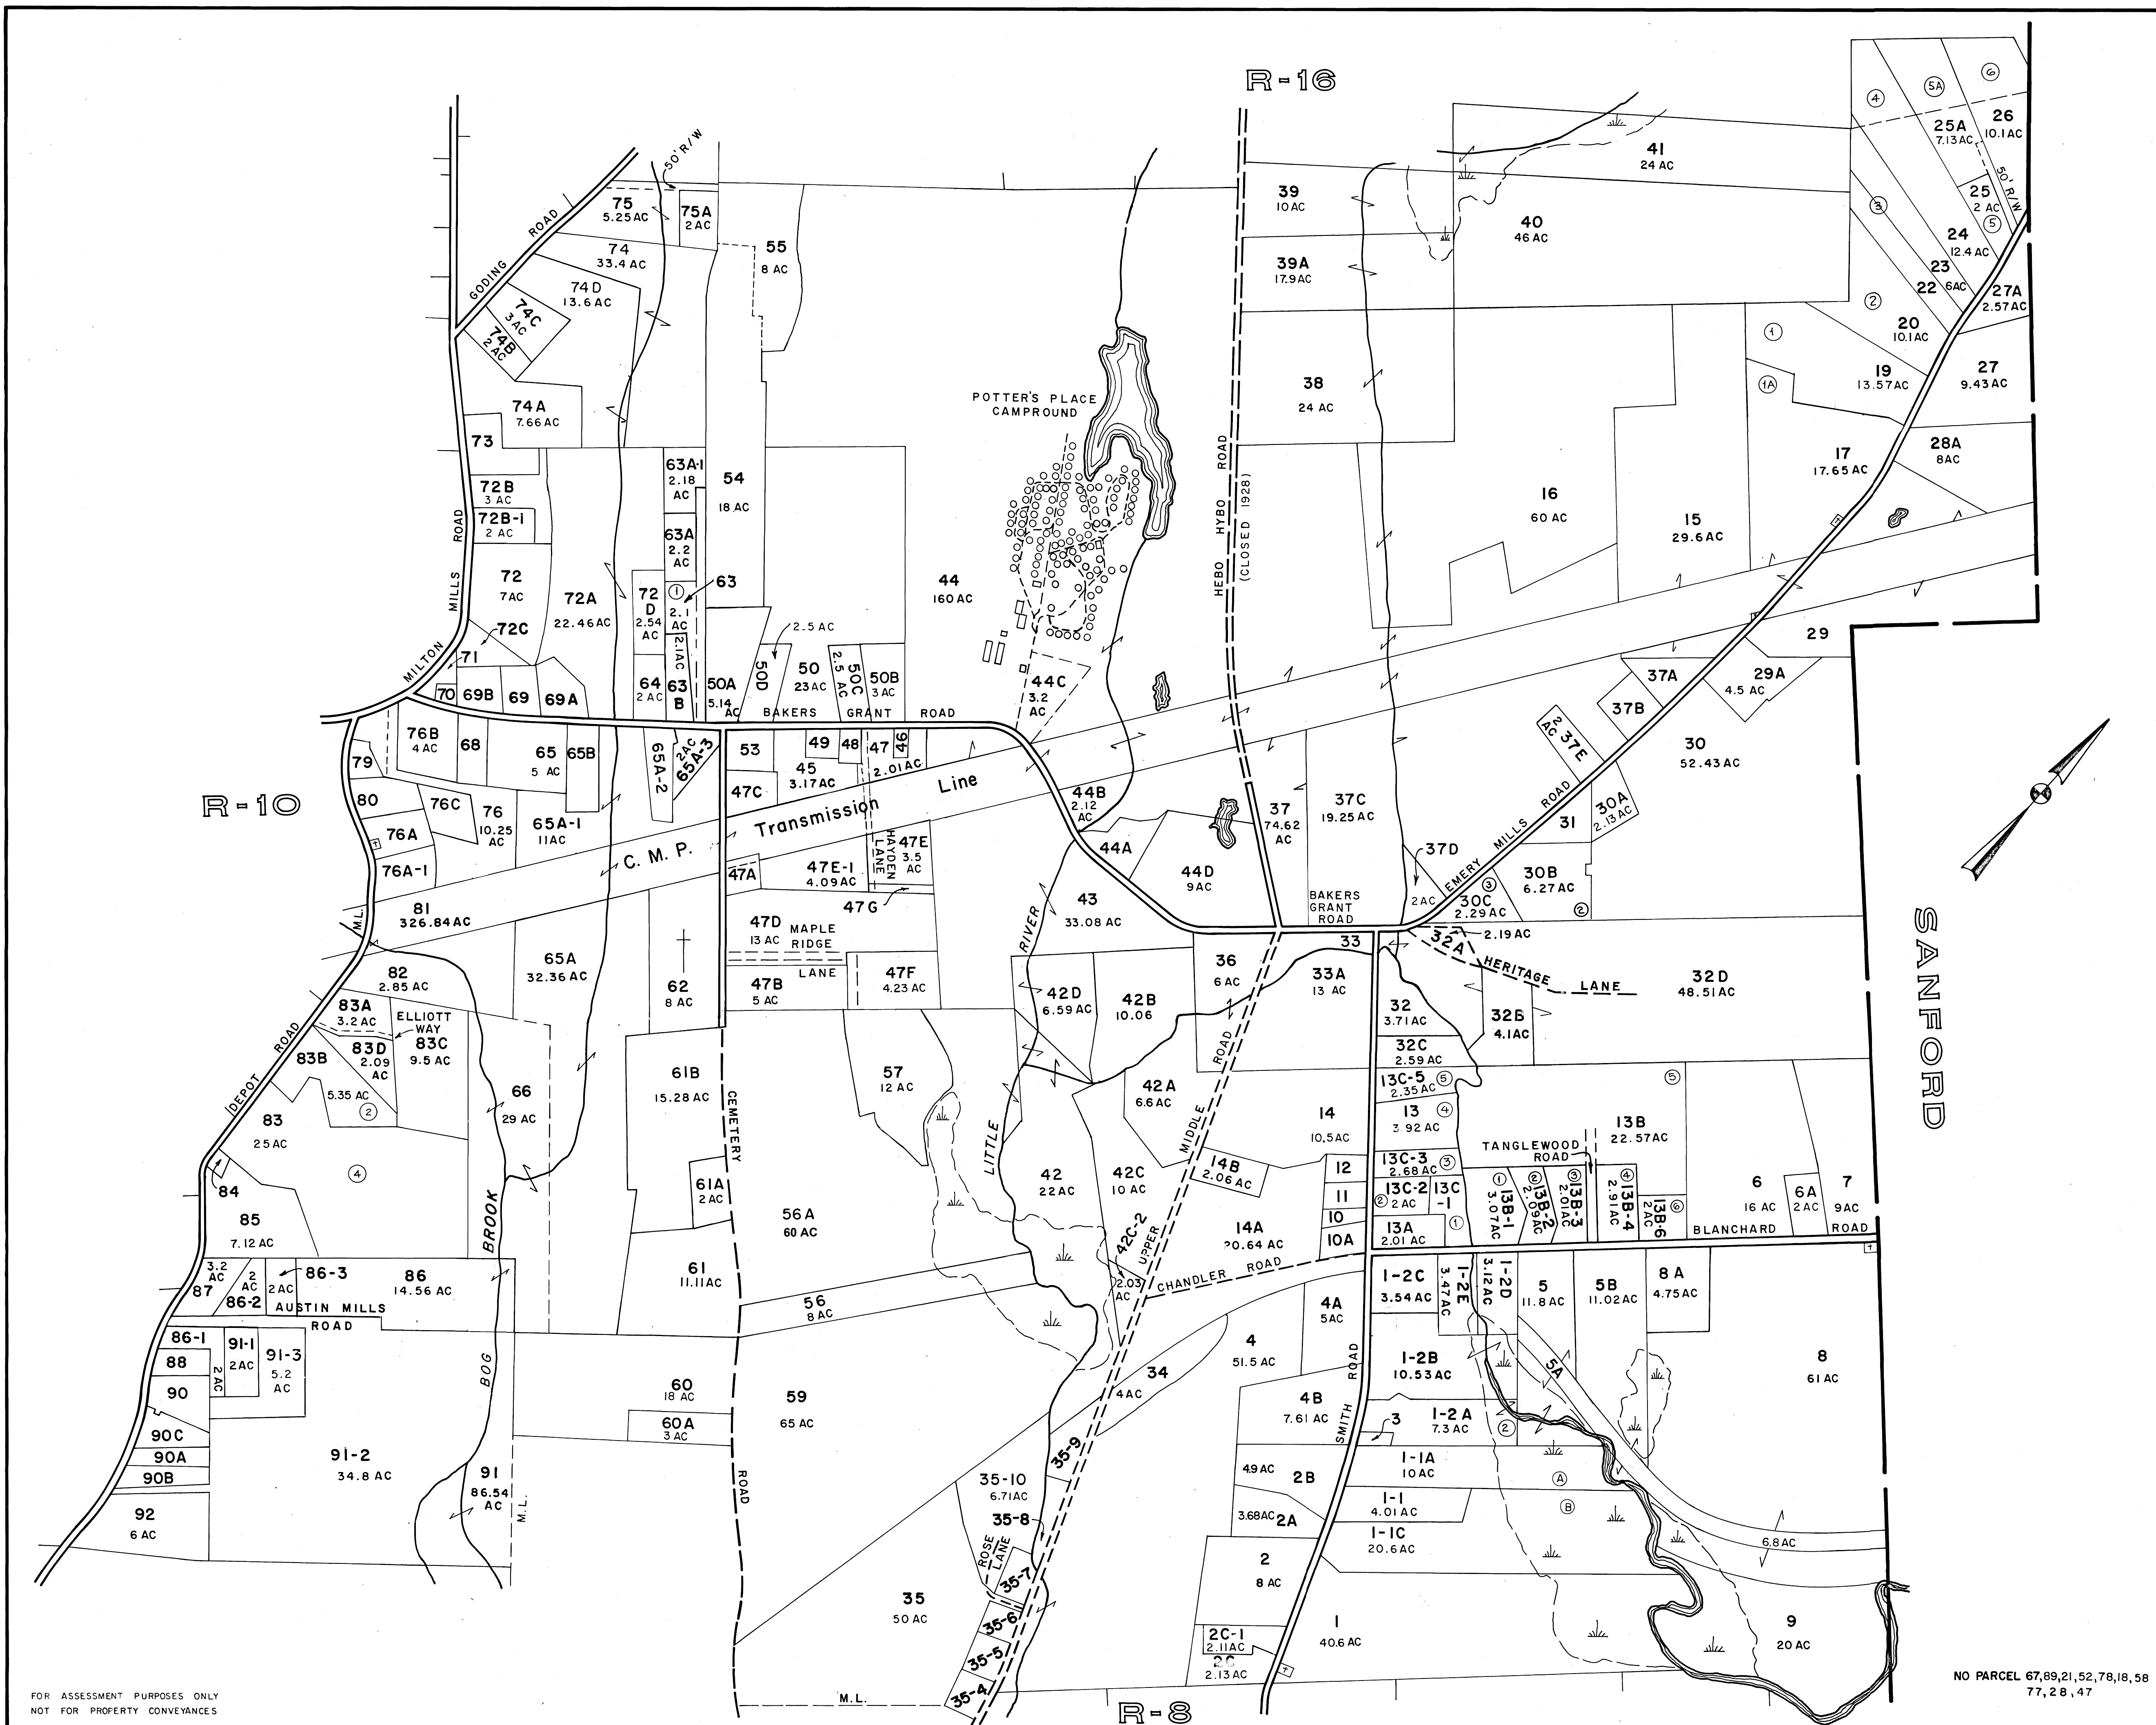 R-16
50' R/W
GODING ROAD
75
5.25 AC
75A
2 AC
74
33.4 AC
74 D
13.6 AC
74C
3 AC
74B
2 AC
74A
7.66 AC
73
72B
3 AC
72B-1
2 AC
72
7 AC
72A
22.46 AC
72C
71
70
69B
69
69A
MILTON MILLS ROAD
72
D
2.54
AC
64
2 AC
63A-1
2.18
AC
63A
2.2
AC
1
63
2.1
AC
2.1 AC
63
B
55
8 AC
54
18 AC
50A
5.14
AC
50D
2.5 AC
50
23 AC
50C
2.5 AC
50B
3 AC
BAKERS GRANT ROAD
44
160 AC
POTTER'S PLACE
CAMPROUND
44C
3.2
AC
HEBO HYBO ROAD
(CLOSED 1928)
39
10 AC
39A
17.9 AC
38
24 AC
40
46 AC
41
24 AC
16
60 AC
15
29.6 AC
4
5A
6
26
10.1 AC
25A
7.13 AC
50' R/W
25
2 AC
5
3
24
12.4 AC
23
6 AC
22
27A
2.57 AC
2
20
10.1 AC
1
1A
19
13.57 AC
27
9.43 AC
17
17.65 AC
28A
8 AC
29
29A
4.5 AC
37A
37B
2
AC
37E
30
52.43 AC
30A
2.13 AC
31
30B
6.27 AC
2
3
30C
2.29 AC
37D
2 AC
EMERY MILLS ROAD
37
74.62
AC
37C
19.25 AC
BAKERS
GRANT
ROAD
R-10
79
76B
4 AC
68
65
5 AC
65B
80
76C
76
10.25
AC
76A
76A-1
65A-1
11 AC
65A-2
2 AC
65A-3
53
49
48
47
46
45
3.17 AC
2.01 AC
47C
C. M. P. Transmission Line
44B
2.12
AC
44A
44D
9 AC
43
33.08 AC
47A
47E-1
4.09 AC
HAYDEN
LANE
47E
3.5
AC
47G
47D
13 AC
MAPLE
RIDGE
LANE
47B
5 AC
47F
4.23 AC
M.L.
81
326.84 AC
82
2.85 AC
65A
32.36 AC
62
8 AC
83A
3.2 AC
ELLIOTT
WAY
83C
9.5 AC
83D
2.09
AC
83B
5.35 AC
2
83
25 AC
4
DEPOT ROAD
66
29 AC
61B
15.28 AC
61A
2 AC
61
11.11 AC
CEMETERY ROAD
57
12 AC
56A
60 AC
56
8 AC
LITTLE RIVER
42D
6.59 AC
42B
10.06
42A
6.6 AC
42
22 AC
42C
10 AC
42C-2
2.03
AC
UPPER MIDDLE ROAD
36
6 AC
33
33A
13 AC
14
10.5 AC
14B
2.06 AC
14A
20.64 AC
12
11
10
10A
CHANDLER ROAD
32A
2.19 AC
HERITAGE LANE
32D
48.51 AC
32
3.71 AC
32B
4.1 AC
32C
2.59 AC
13C-5
5
2.35 AC
13
4
3.92 AC
13C-3
3
2.68 AC
13C-2
2
2 AC
13C
-1
1
13A
2.01 AC
5
13B
22.57 AC
TANGLEWOOD
ROAD
1
13B-1
3.07 AC
2
13B-2
2.09 AC
3
13B-3
2.01 AC
4
13B-4
2.91 AC
6
13B-6
2 AC
6
16 AC
6A
2 AC
7
9 AC
BLANCHARD ROAD
SANFORD
84
85
7.12 AC
87
3.2
AC
2
AC
86-2
86-3
2 AC
86
14.56 AC
AUSTIN MILLS
ROAD
BOG BROOK
86-1
2 AC
88
90
91-1
2 AC
91-3
5.2
AC
90C
90A
90B
91-2
34.8 AC
91
86.54
AC
M.L.
92
6 AC
60
18 AC
60A
3 AC
59
65 AC
34
4 AC
35-10
6.71 AC
35-9
35-8
ROSE
LANE
35-7
35-6
35-5
35-4
35
50 AC
M.L.
4A
5 AC
4
51.5 AC
4B
7.61 AC
SMITH ROAD
4.9 AC
2B
3.68 AC
2A
2
8 AC
2C-1
2.11 AC
2C
2.13 AC
1-2C
3.54 AC
1-2E
3.47 AC
1-2D
3.12 AC
5
11.8 AC
5B
11.02 AC
8 A
4.75 AC
1-2B
10.53 AC
5A
8
61 AC
3
1-2 A
7.3 AC
2
1-1A
10 AC
A
B
1-1
4.01 AC
1-1C
20.6 AC
6.8 AC
1
40.6 AC
9
20 AC
R-8
FOR ASSESSMENT PURPOSES ONLY
NOT FOR PROPERTY CONVEYANCES
NO PARCEL 67,89,21,52,78,18,58
77,28,47